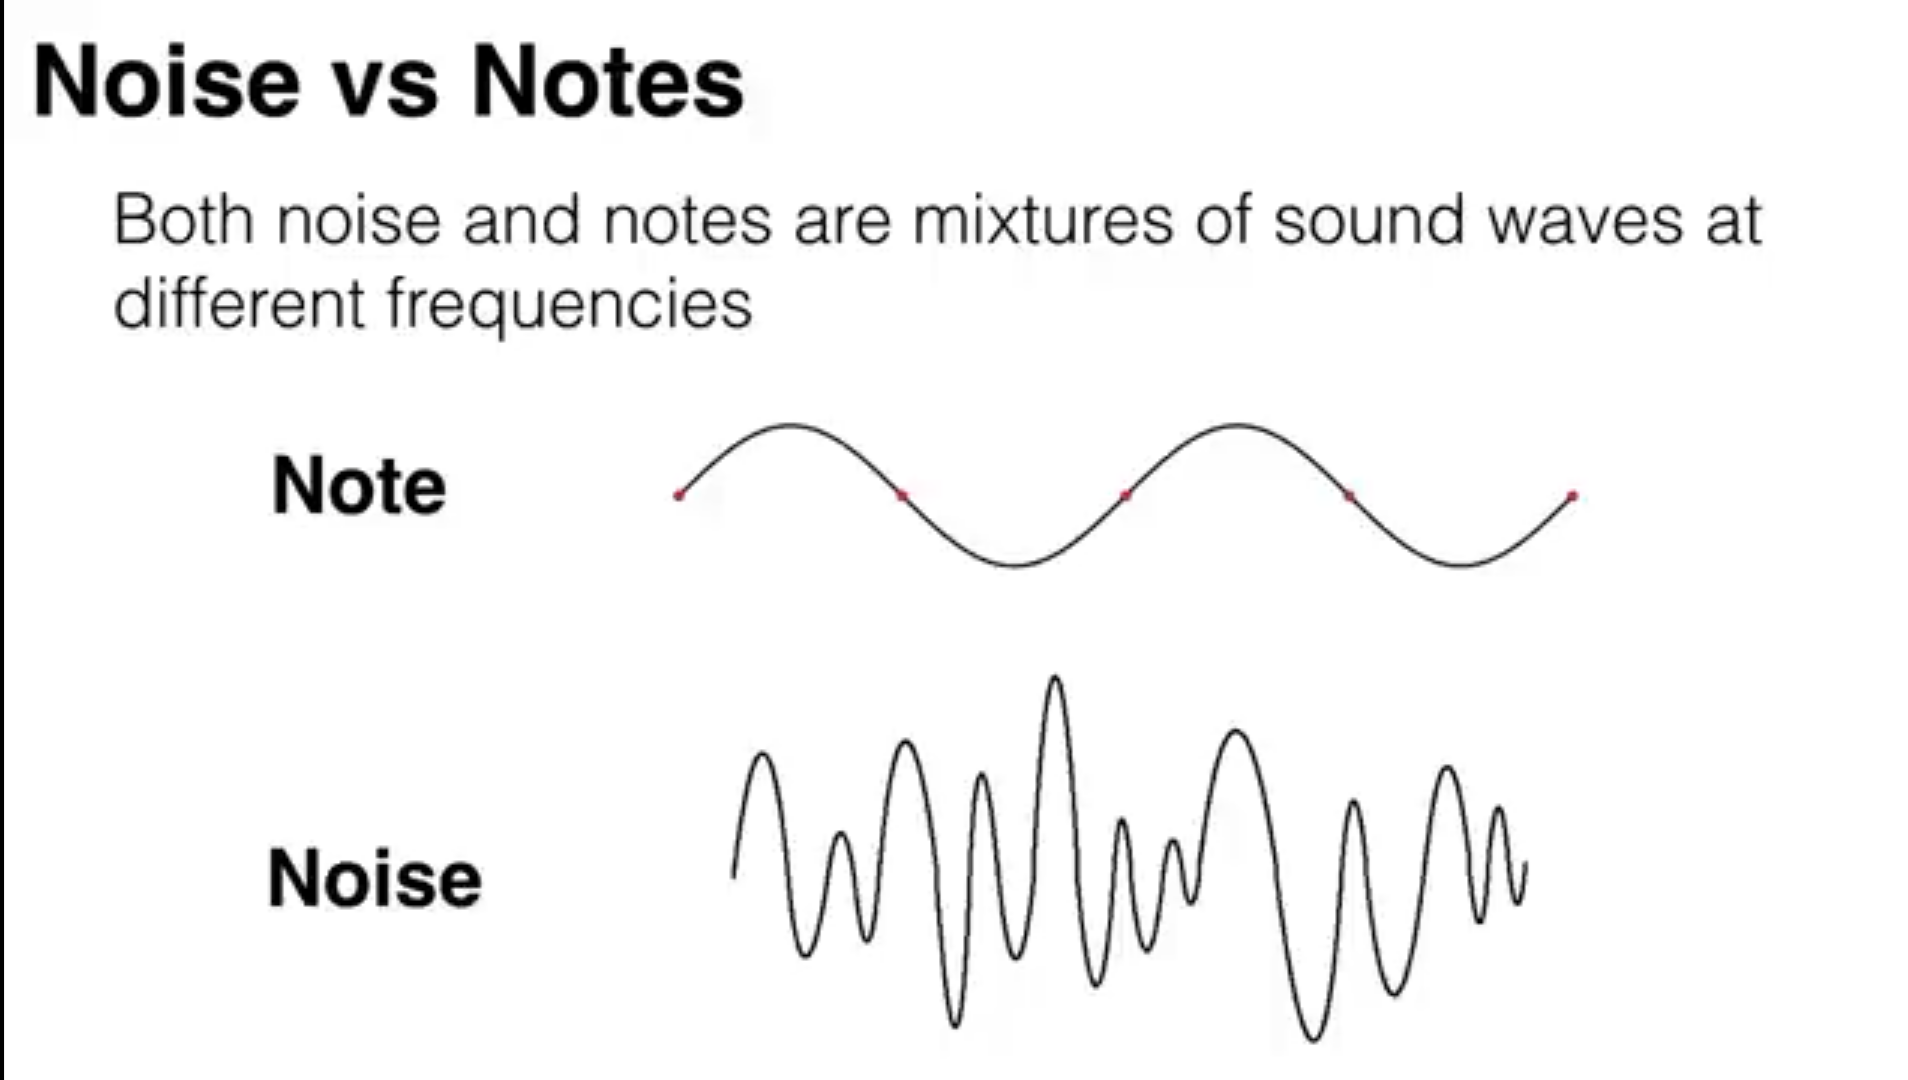 Noise vs Notes
Both noise and notes are mixtures of sound waves at
different frequencies
Note
Noise